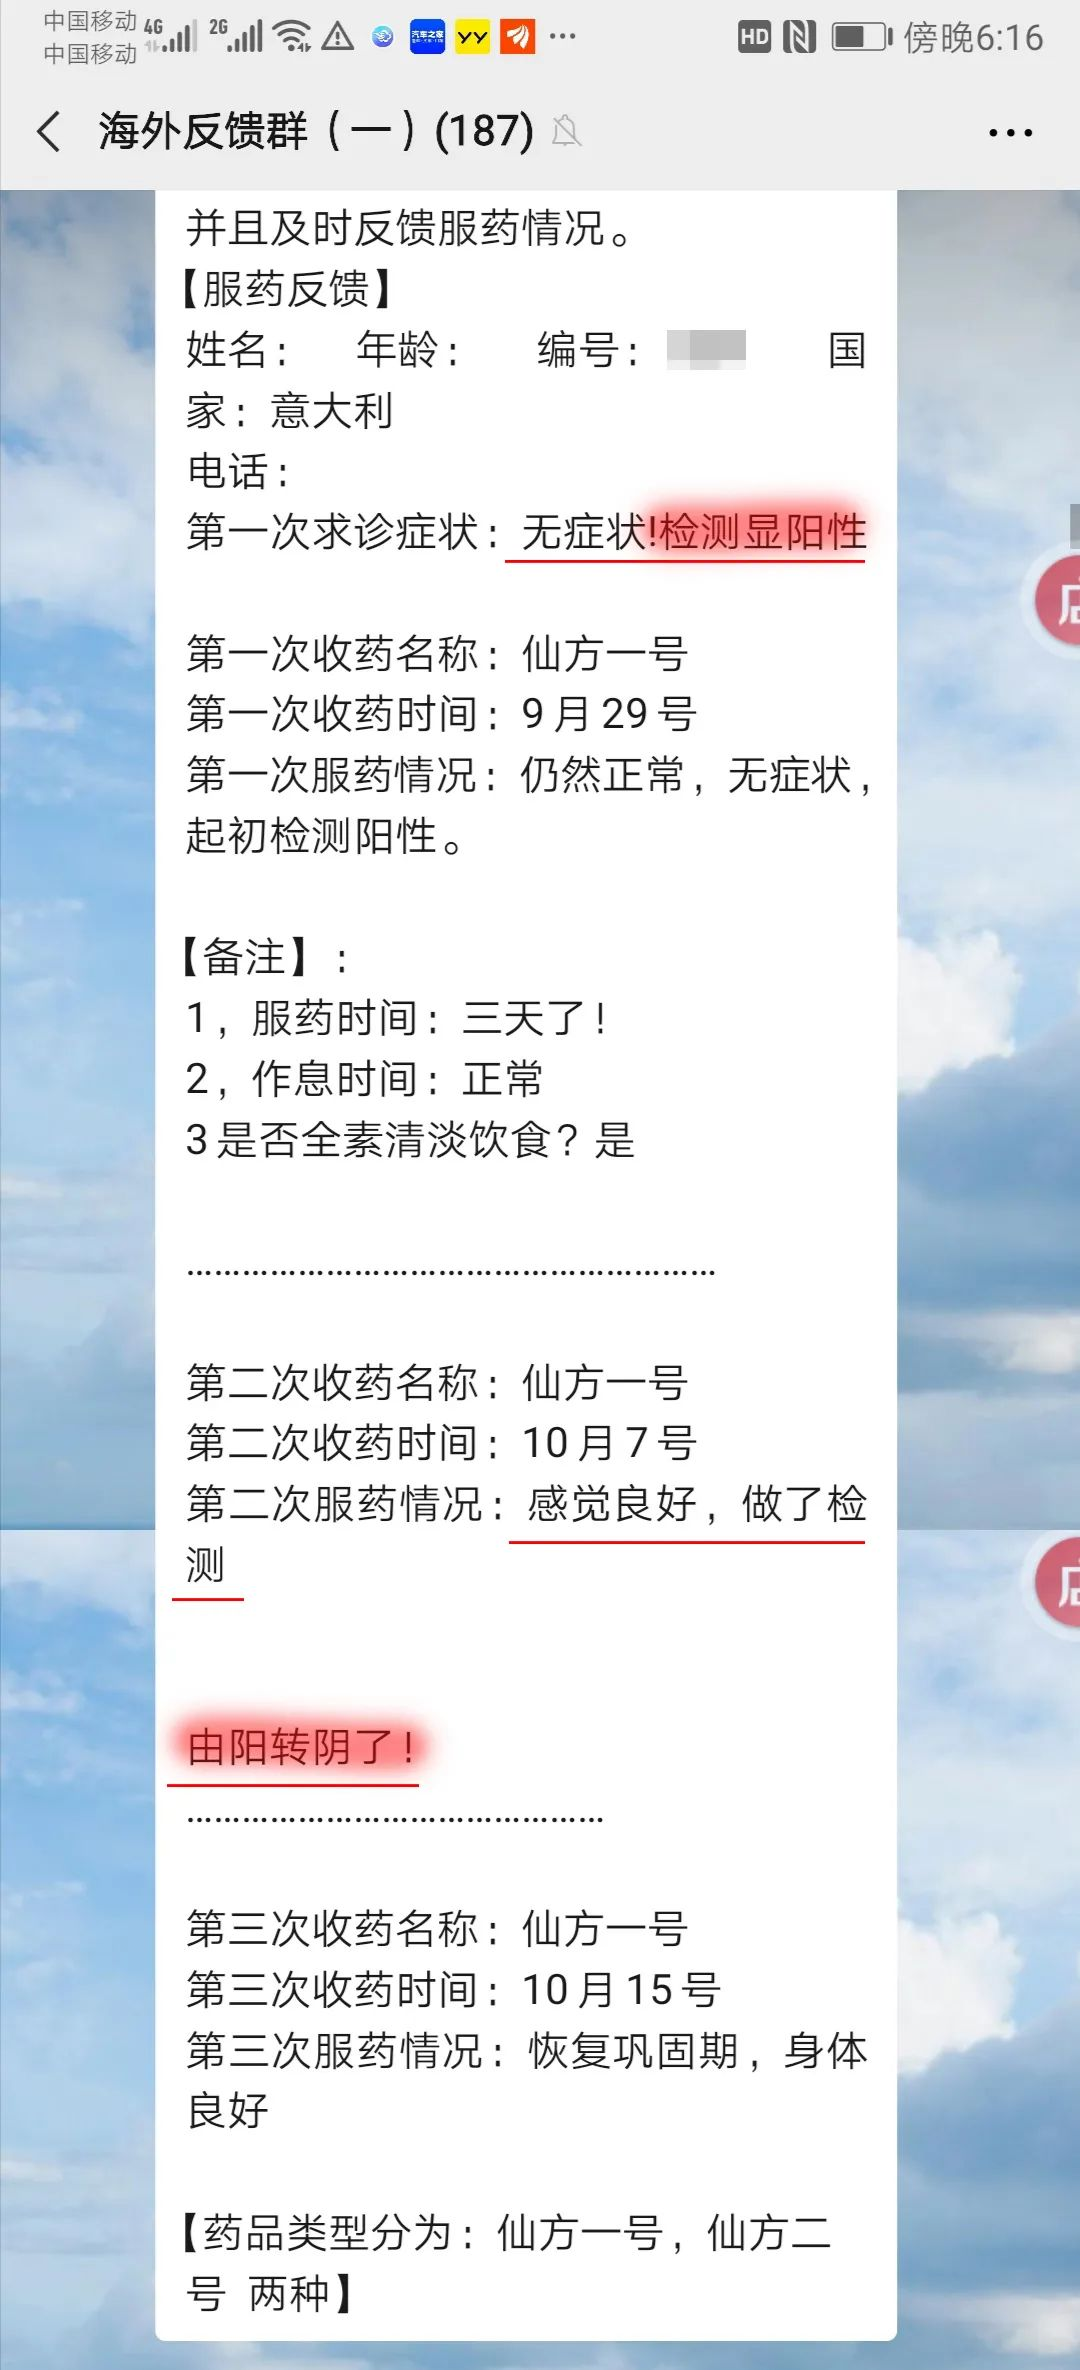 中国移动 4G 2G HD 傍晚6:16
中国移动
汽车之家
YY
海外反馈群（一）(187)
并且及时反馈服药情况。
【服药反馈】
姓名： 年龄： 编号： 国
家：意大利
电话：
第一次求诊症状：无症状!检测显阳性
店
第一次收药名称：仙方一号
第一次收药时间：9月29号
第一次服药情况：仍然正常，无症状，
起初检测阳性。
【备注】：
1，服药时间：三天了！
2，作息时间：正常
3是否全素清淡饮食？是
………………………………………………
第二次收药名称：仙方一号
第二次收药时间：10月7号
第二次服药情况：感觉良好，做了检
测
店
由阳转阴了！
……………………………………
第三次收药名称：仙方一号
第三次收药时间：10月15号
第三次服药情况：恢复巩固期，身体
良好
【药品类型分为：仙方一号，仙方二
号 两种】